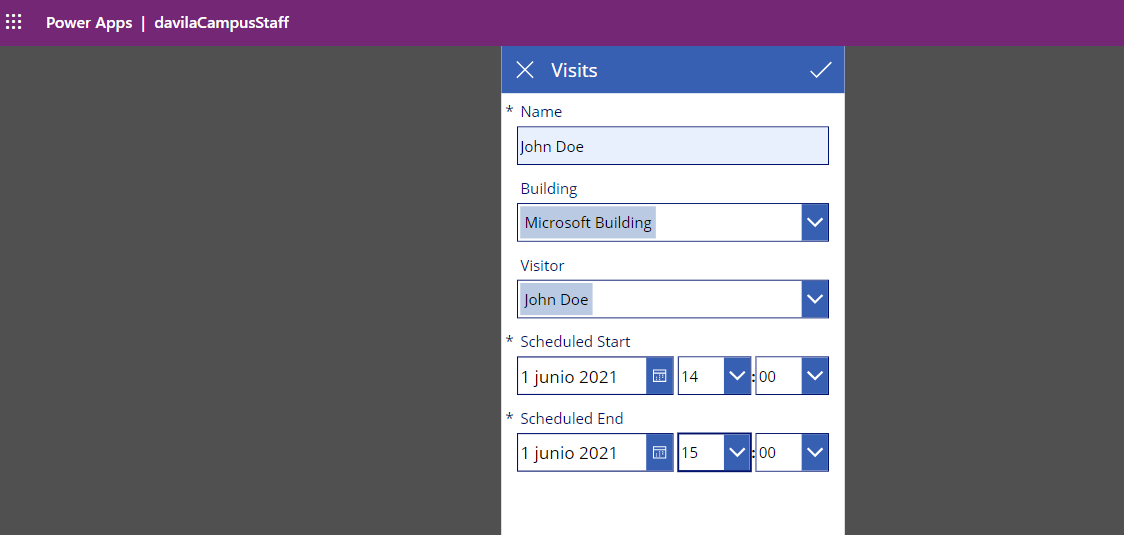 Power Apps | davilaCampusStaff
Visits
* Name
John Doe
Building
Microsoft Building
Visitor
John Doe
* Scheduled Start
1 junio 2021 14 : 00
* Scheduled End
1 junio 2021 15 : 00